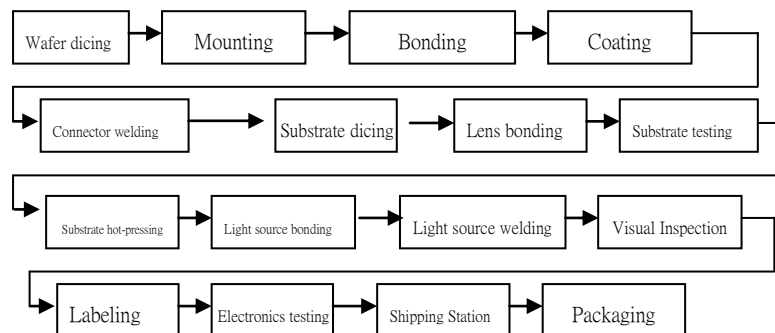 Wafer dicing
Mounting
Bonding
Coating
Connector welding
Substrate dicing
Lens bonding
Substrate testing
Substrate hot-pressing
Light source bonding
Light source welding
Visual Inspection
Labeling
Electronics testing
Shipping Station
Packaging